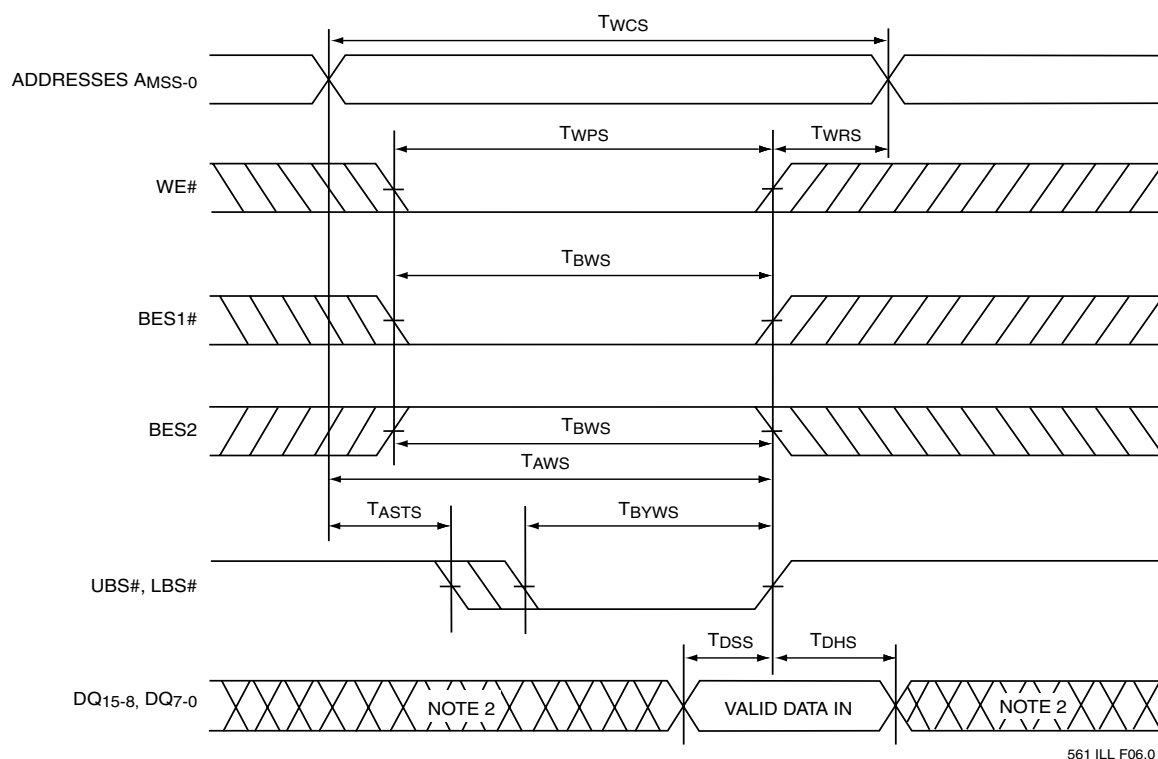 TWCS
ADDRESSES AMSS-0
TWPS
TWRS
WE#
TBWS
BES1#
BES2
TBWS
TAWS
TASTS
TBYWS
UBS#, LBS#
TDSS
TDHS
DQ15-8, DQ7-0
NOTE 2
VALID DATA IN
NOTE 2
561 ILL F06.0